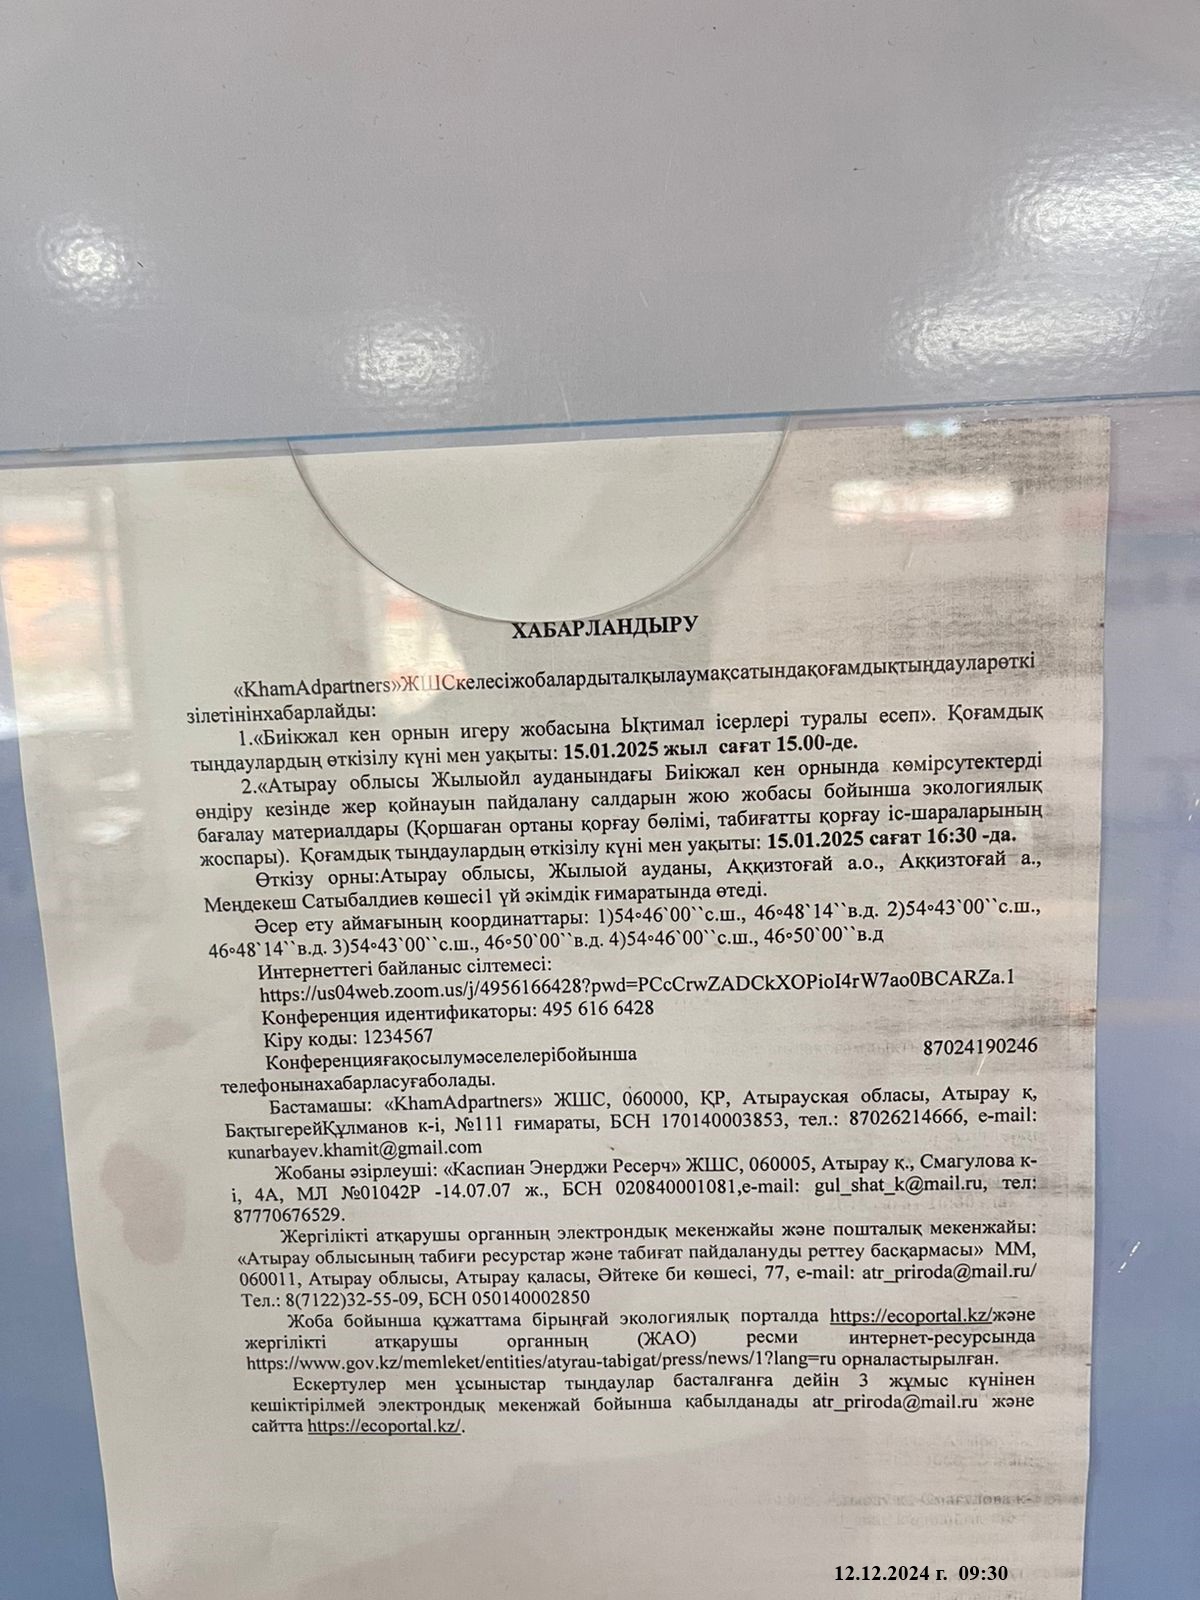 ХАБАРЛАНДЫРУ
«KhamAdpartners»ЖШСкелесіжобалардыталқылаумақсатындақоғамдықтыңдауларөткі
зілетінінхабарлайды:
1.«Биікжал кен орнын игеру жобасына Ықтимал әсерлері туралы есеп». Қоғамдық
тыңдаулардың өткізілу күні мен уақыты: 15.01.2025 жыл сағат 15.00-де.
2.«Атырау облысы Жылыойл ауданындағы Биікжал кен орнында көмірсутектерді
өндіру кезінде жер қойнауын пайдалану салдарын жою жобасы бойынша экологиялық
бағалау материалдары (Қоршаған ортаны қорғау бөлімі, табиғатты қорғау іс-шараларының
жоспары). Қоғамдық тыңдаулардың өткізілу күні мен уақыты: 15.01.2025 сағат 16:30 -да.
Өткізу орны:Атырау облысы, Жылыой ауданы, Аққизтоғай а.о., Аққизтоғай а.,
Меңдекеш Сатыбалдиев көшесі1 үй әкімдік ғимаратында өтеді.
Әсер ету аймағының координаттары: 1)54∘46`00``с.ш., 46∘48`14``в.д. 2)54∘43`00``с.ш.,
46∘48`14``в.д. 3)54∘43`00``с.ш., 46∘50`00``в.д. 4)54∘46`00``с.ш., 46∘50`00``в.д
Интернеттегі байланыс сілтемесі:
https://us04web.zoom.us/j/4956166428?pwd=PCcCrwZADCkXOPioI4rW7ao0BCARZa.1
Конференция идентификаторы: 495 616 6428
Кіру коды: 1234567
Конференцияғақосылумәселелерібойынша 87024190246
телефонынахабарласуғаболады.
Бастамашы: «KhamAdpartners» ЖШС, 060000, ҚР, Атырауская обласы, Атырау қ,
БақтыгерейҚұлманов к-і, №111 ғимараты, БСН 170140003853, тел.: 87026214666, e-mail:
kunarbayev.khamit@gmail.com
Жобаны әзірлеуші: «Каспиан Энерджи Ресерч» ЖШС, 060005, Атырау қ., Смагулова к-
і, 4А, МЛ №01042Р -14.07.07 ж., БСН 020840001081,e-mail: gul_shat_k@mail.ru, тел:
87770676529.
Жергілікті атқарушы органның электрондық мекенжайы және пошталық мекенжайы:
«Атырау облысының табиғи ресурстар және табиғат пайдалануды реттеу басқармасы» ММ,
060011, Атырау облысы, Атырау қаласы, Әйтеке би көшесі, 77, e-mail: atr_priroda@mail.ru/
Тел.: 8(7122)32-55-09, БСН 050140002850
Жоба бойынша құжаттама бірыңғай экологиялық порталда https://ecoportal.kz/және
жергілікті атқарушы органның (ЖАО) ресми интернет-ресурсында
https://www.gov.kz/memleket/entities/atyrau-tabigat/press/news/1?lang=ru орналастырылған.
Ескертулер мен ұсыныстар тыңдаулар басталғанға дейін 3 жұмыс күнінен
кешіктірілмей электрондық мекенжай бойынша қабылданады atr_priroda@mail.ru және
сайтта https://ecoportal.kz/.
12.12.2024 г. 09:30